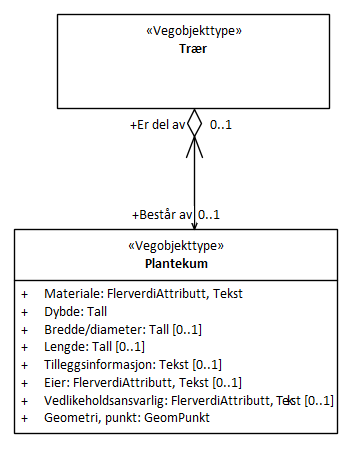 «Vegobjekttype»
Trær
+Er del av 0..1
+Består av 0..1
«Vegobjekttype»
Plantekum
+ Materiale: FlerverdiAttributt, Tekst
+ Dybde: Tall
+ Bredde/diameter: Tall [0..1]
+ Lengde: Tall [0..1]
+ Tilleggsinformasjon: Tekst [0..1]
+ Eier: FlerverdiAttributt, Tekst [0..1]
+ Vedlikeholdsansvarlig: FlerverdiAttributt, Tekst [0..1]
+ Geometri, punkt: GeomPunkt